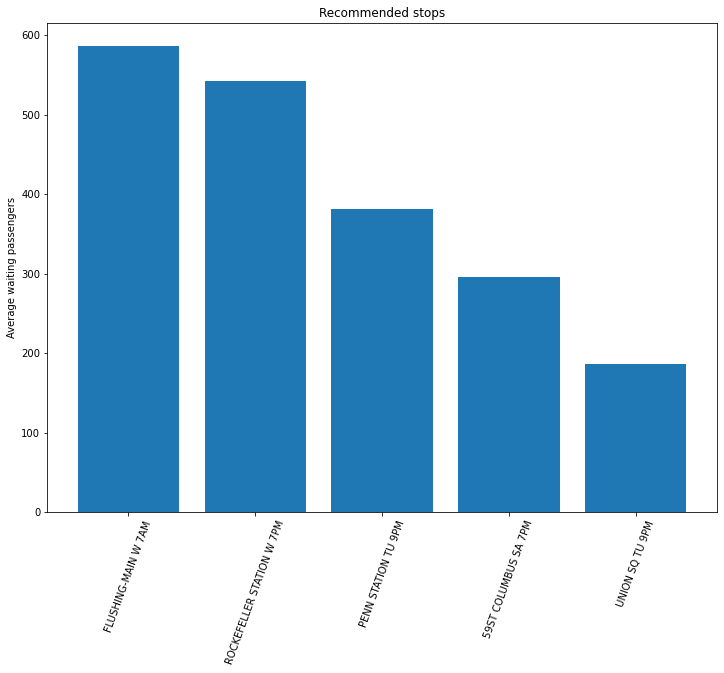 Recommended stops
Average waiting passengers
600
500
400
300
200
100
0
FLUSHING-MAIN W 7AM
ROCKEFELLER STATION W 7PM
PENN STATION TU 9PM
59ST COLUMBUS SA 7PM
UNION SQ TU 9PM